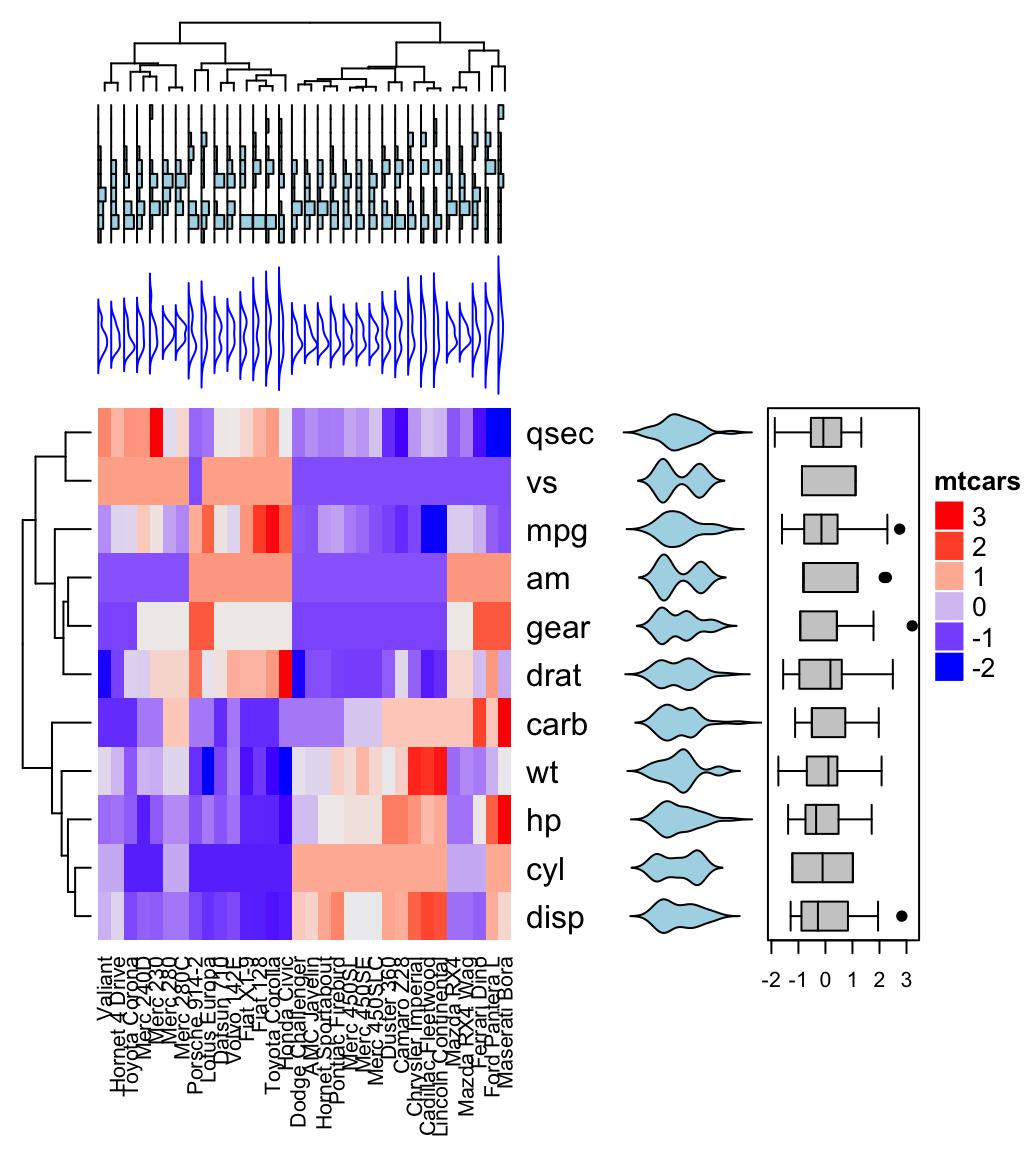 qsec
vs
mpg
am
gear
drat
carb
wt
hp
cyl
disp
mtcars
3
2
1
0
-1
-2
-2 -1 0 1 2 3
Valiant
Hornet 4 Drive
Toyota Corona
Merc 240D
Merc 230
Merc 280
Merc 280C
Porsche 914-2
Lotus Europa
Datsun 710
Volvo 142E
Fiat X1-9
Fiat 128
Toyota Corolla
Honda Civic
Dodge Challenger
AMC Javelin
Hornet Sportabout
Pontiac Firebird
Merc 450SL
Merc 450SE
Merc 450SLC
Duster 360
Camaro Z28
Chrysler Imperial
Cadillac Fleetwood
Lincoln Continental
Mazda RX4
Mazda RX4 Wag
Ferrari Dino
Ford Pantera L
Maserati Bora